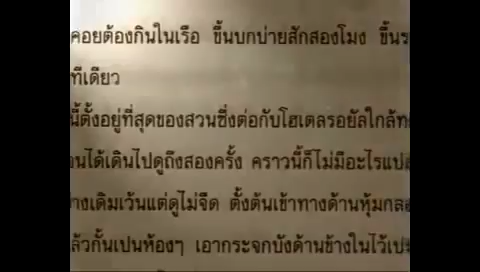 คอยต้องกินในเรือ ขึ้นบกบ่ายสักสองโมง ขึ้นร
ทีเดียว
นี้ตั้งอยู่ที่สุดของสวนซึ่งต่อกับโฮเตลรอยัลใกล้ท
นได้เดินไปดูถึงสองครั้ง คราวนี้ก็ไม่มีอะไรแปล
างเดิมเว้นแต่ดูไม่จืด ตั้งต้นเข้าทางด้านหุ้มกลอ
ล้วกั้นเปนห้องๆ เอากระจกบังด้านข้างในไว้เป